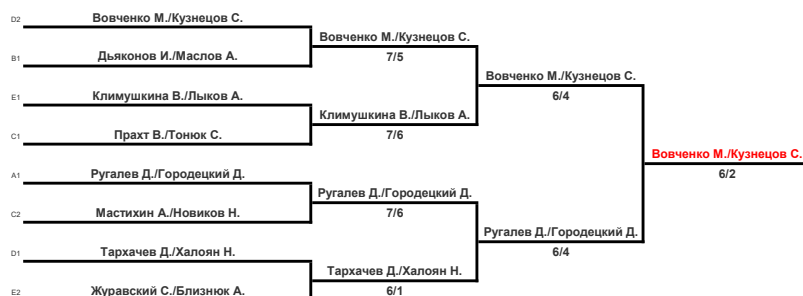 D2 Вовченко М./Кузнецов С.
Вовченко М./Кузнецов С.
B1 Дьяконов И./Маслов А.
7/5
Вовченко М./Кузнецов С.
E1 Климушкина В./Лыков А.
6/4
Климушкина В./Лыков А.
C1 Прахт В./Тонюк С.
7/6
Вовченко М./Кузнецов С.
A1 Ругалев Д./Городецкий Д.
6/2
Ругалев Д./Городецкий Д.
C2 Мастихин А./Новиков Н.
7/6
Ругалев Д./Городецкий Д.
D1 Тархачев Д./Халоян Н.
6/4
Тархачев Д./Халоян Н.
E2 Журавский С./Близнюк А.
6/1